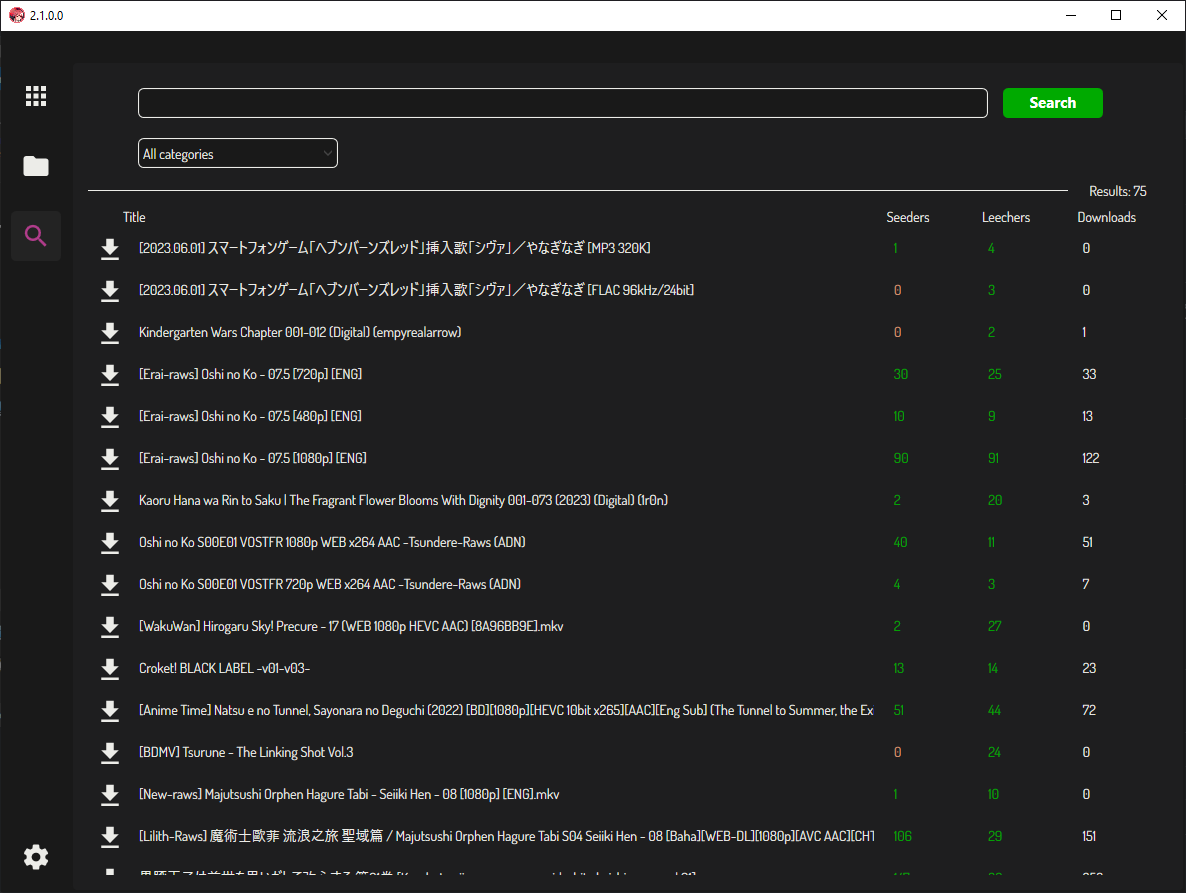 2.1.0.0
Search
All categories
Results: 75
Title Seeders Leechers Downloads
[2023.06.01] スマートフォンゲーム「ヘブンバーンズレッド」挿入歌「シヴァ」／やなぎなぎ [MP3 320K] 1 4 0
[2023.06.01] スマートフォンゲーム「ヘブンバーンズレッド」挿入歌「シヴァ」／やなぎなぎ [FLAC 96kHz/24bit] 0 3 0
Kindergarten Wars Chapter 001-012 (Digital) (empyrealarrow) 0 2 1
[Erai-raws] Oshi no Ko - 07.5 [720p] [ENG] 30 25 33
[Erai-raws] Oshi no Ko - 07.5 [480p] [ENG] 10 9 13
[Erai-raws] Oshi no Ko - 07.5 [1080p] [ENG] 90 91 122
Kaoru Hana wa Rin to Saku | The Fragrant Flower Blooms With Dignity 001-073 (2023) (Digital) (1r0n) 2 20 3
Oshi no Ko S00E01 VOSTFR 1080p WEB x264 AAC -Tsundere-Raws (ADN) 40 11 51
Oshi no Ko S00E01 VOSTFR 720p WEB x264 AAC -Tsundere-Raws (ADN) 4 3 7
[WakuWan] Hirogaru Sky! Precure - 17 (WEB 1080p HEVC AAC) [8A96BB9E].mkv 2 27 0
Croket! BLACK LABEL -v01-v03- 13 14 23
[Anime Time] Natsu e no Tunnel, Sayonara no Deguchi (2022) [BD][1080p][HEVC 10bit x265][AAC][Eng Sub] (The Tunnel to Summer, the Ex 51 44 72
[BDMV] Tsurune - The Linking Shot Vol.3 0 24 0
[New-raws] Majutsushi Orphen Hagure Tabi - Seiiki Hen - 08 [1080p] [ENG].mkv 1 10 0
[Lilith-Raws] 魔術士歐菲 流浪之旅 聖域篇 / Majutsushi Orphen Hagure Tabi S04 Seiiki Hen - 08 [Baha][WEB-DL][1080p][AVC AAC][CHT 106 29 151